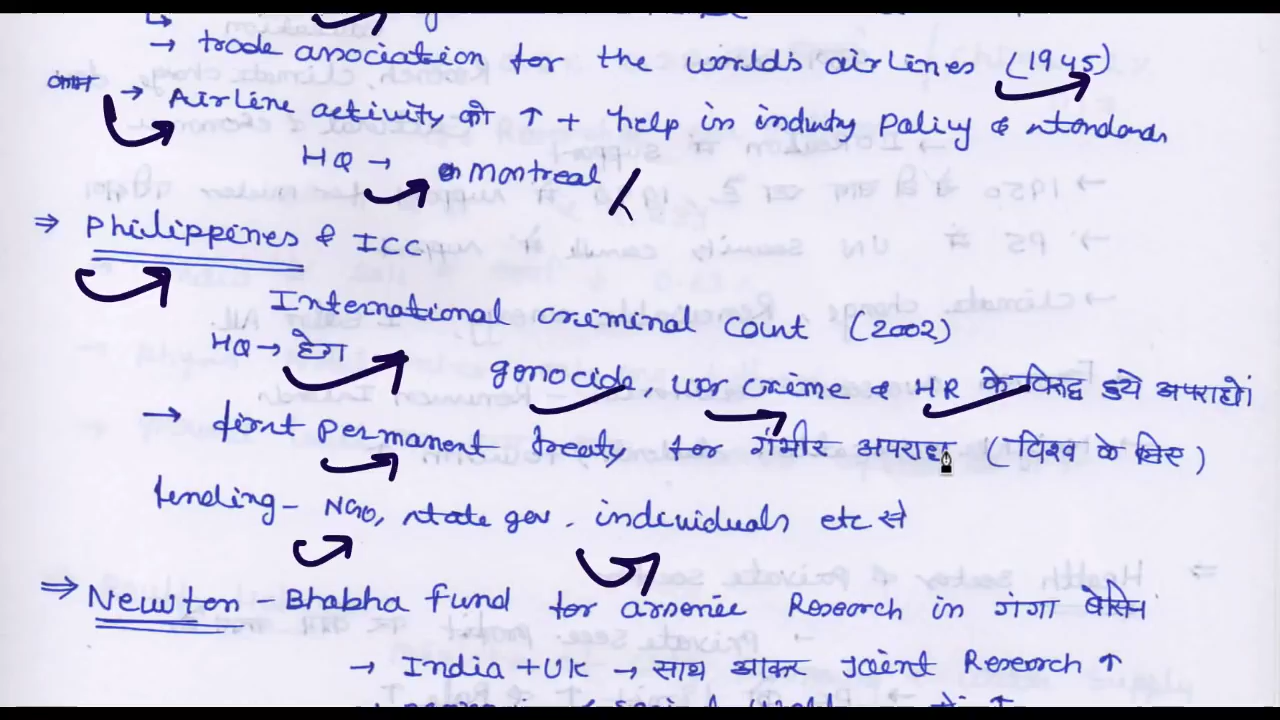 → trade association for the world's airlines (1945)
→ Airline activity को ↑ + help in industry policy & standards
HQ → Montreal
⇒ Philippines & ICC
International criminal court (2002)
HQ → हेग
genocide, war crime & HR के विरुद्ध हुये अपराधों
→ first permanent treaty for गंभीर अपराध (विश्व के लिए)
funding - NGO, state gov. individuals etc से
⇒ Newton - Bhabha fund for arsenic Research in गंगा बेसिन
→ India + UK → साथ आकर Joint Research ↑